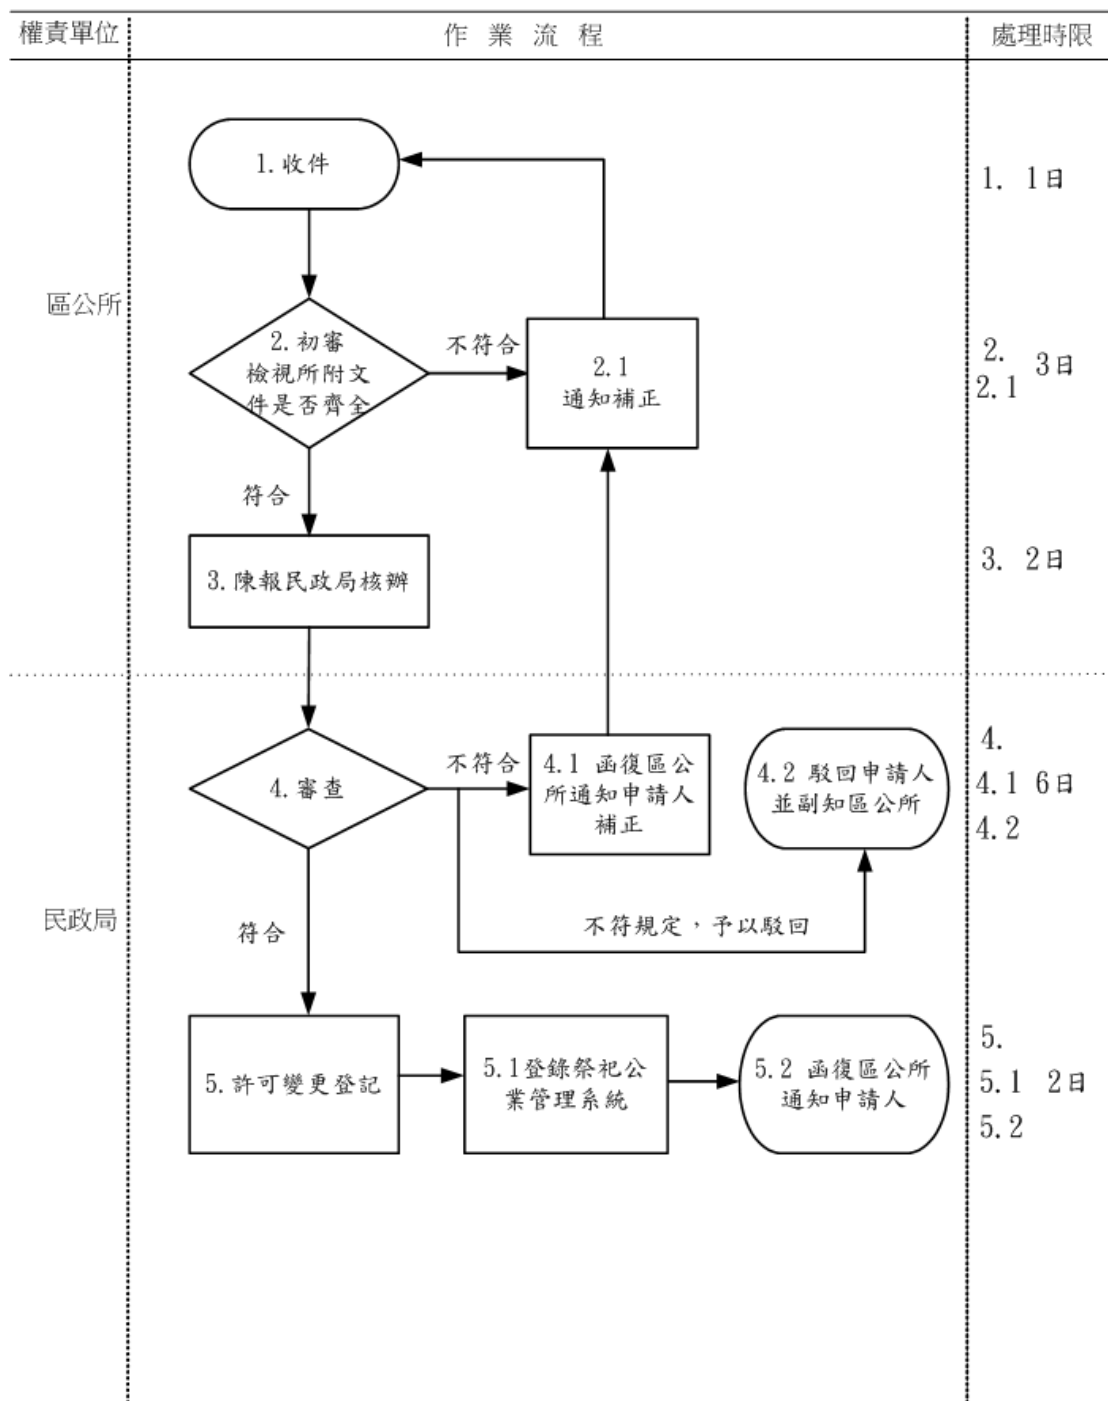 權責單位
作業流程
處理時限
區公所
1.收件
1. 1日
2.初審
檢視所附文
件是否齊全
不符合
2.1
通知補正
2.
3日
2.1
符合
3.陳報民政局核辦
3. 2日
民政局
4.審查
不符合
4.1 函復區公
所通知申請人
補正
4.2 駁回申請人
並副知區公所
4.
4.1 6日
4.2
不符規定，予以駁回
符合
5.許可變更登記
5.1登錄祭祀公
業管理系統
5.2 函復區公所
通知申請人
5.
5.1 2日
5.2